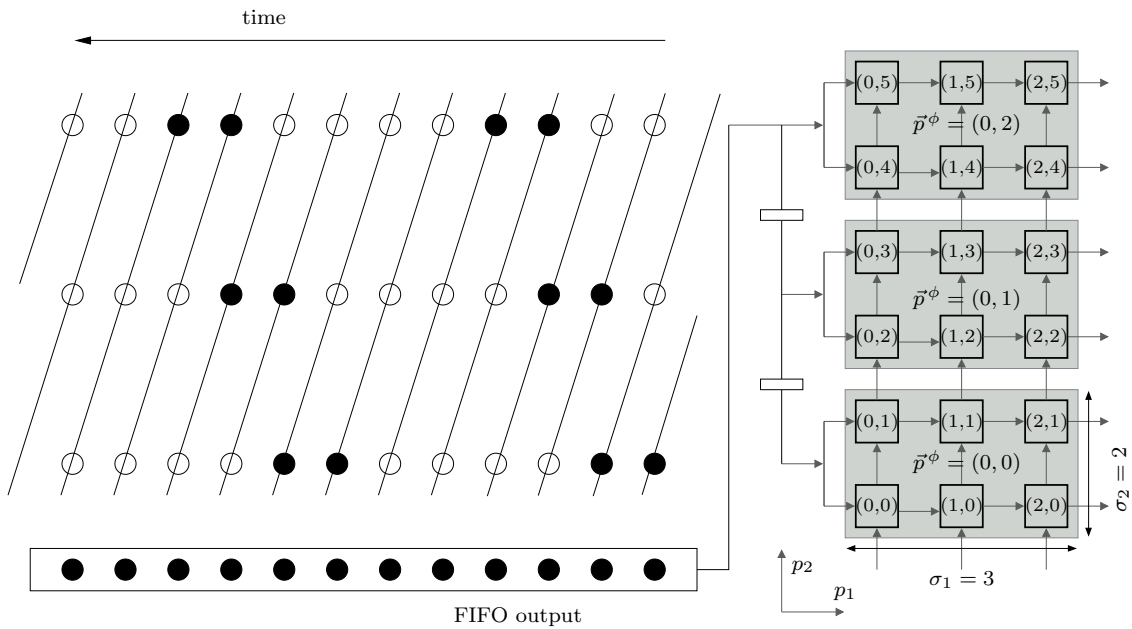 time
(0,5) (1,5) (2,5)
p⃗^ϕ = (0, 2)
(0,4) (1,4) (2,4)
(0,3) (1,3) (2,3)
p⃗^ϕ = (0, 1)
(0,2) (1,2) (2,2)
(0,1) (1,1) (2,1)
p⃗^ϕ = (0, 0)
(0,0) (1,0) (2,0)
σ₂ = 2
σ₁ = 3
p₂
p₁
FIFO output